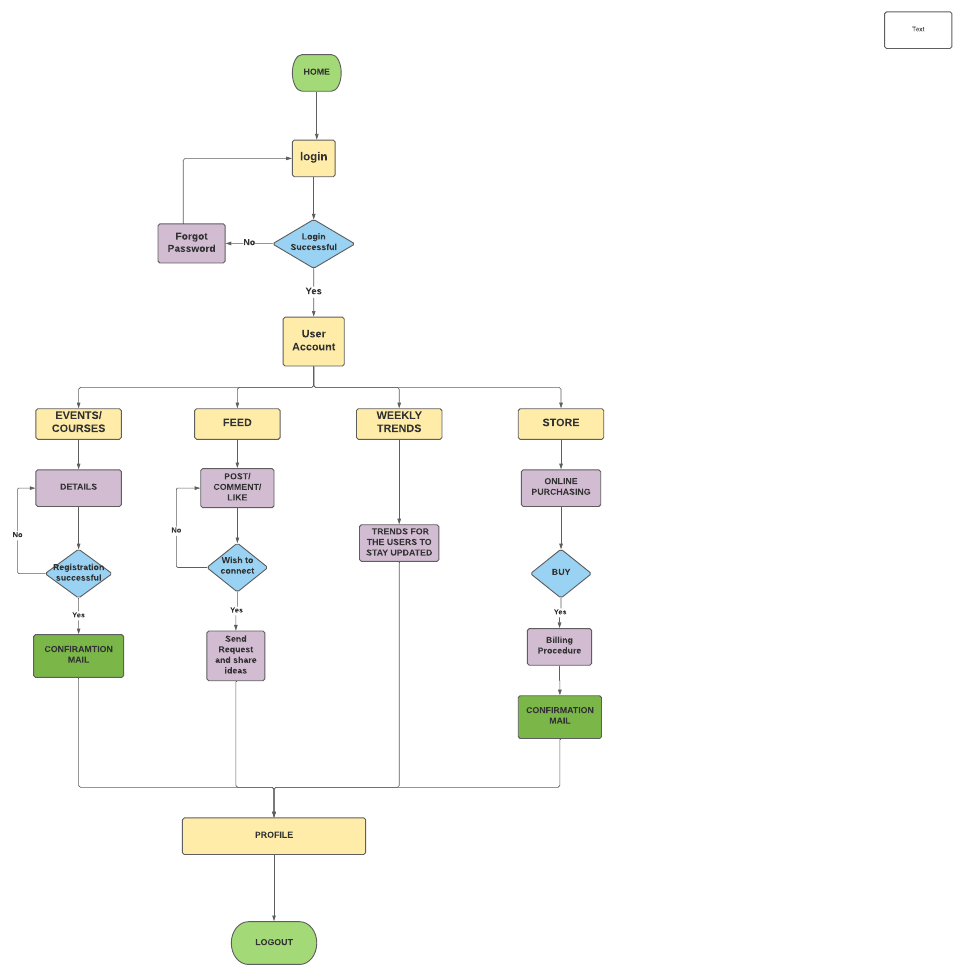 Text
HOME
login
Forgot
Password
No
Login
Successful
Yes
User
Account
EVENTS/
COURSES
FEED
WEEKLY
TRENDS
STORE
DETAILS
POST/
COMMENT/
LIKE
ONLINE
PURCHASING
No
No
TRENDS FOR
THE USERS TO
STAY UPDATED
Registration
successful
Wish to
connect
BUY
Yes
Yes
Yes
CONFIRAMTION
MAIL
Send
Request
and share
ideas
Billing
Procedure
CONFIRMATION
MAIL
PROFILE
LOGOUT